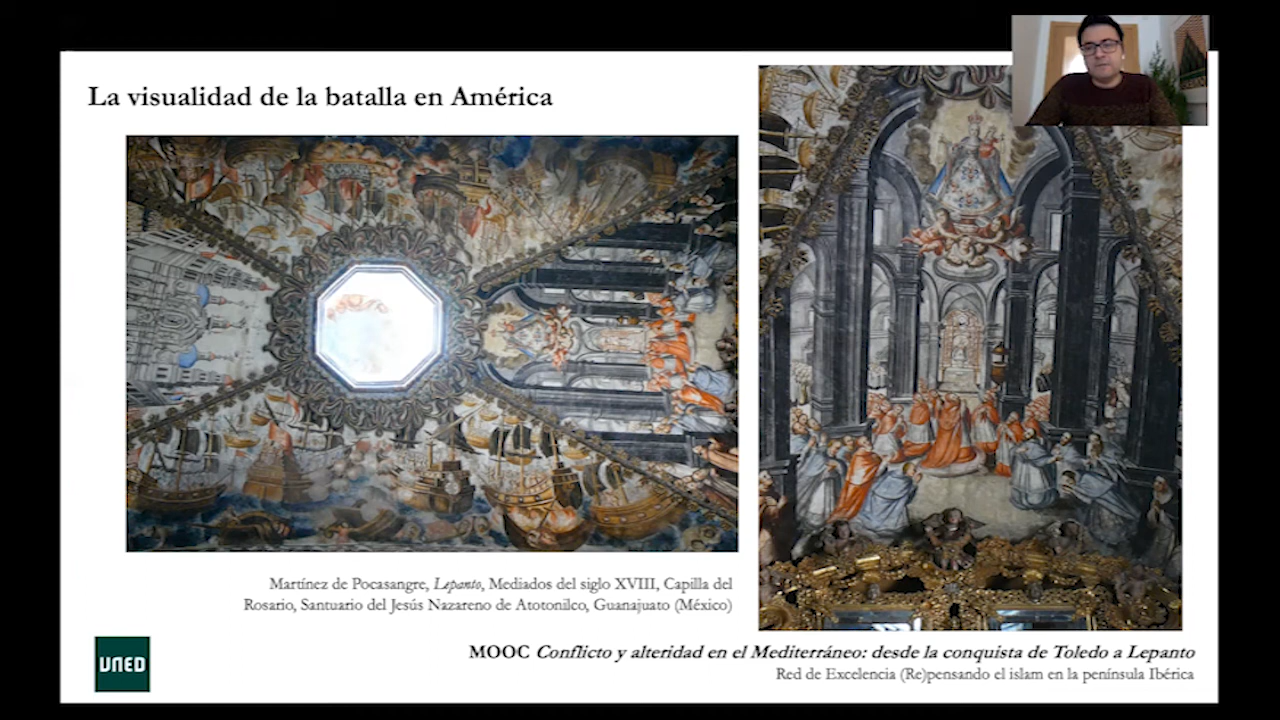 La visualidad de la batalla en América
Martínez de Pocasangre, Lepanto, Mediados del siglo XVIII, Capilla del
Rosario, Santuario del Jesús Nazareno de Atotonilco, Guanajuato (México)
UNED
MOOC Conflicto y alteridad en el Mediterráneo: desde la conquista de Toledo a Lepanto
Red de Excelencia (Re)pensando el islam en la península Ibérica